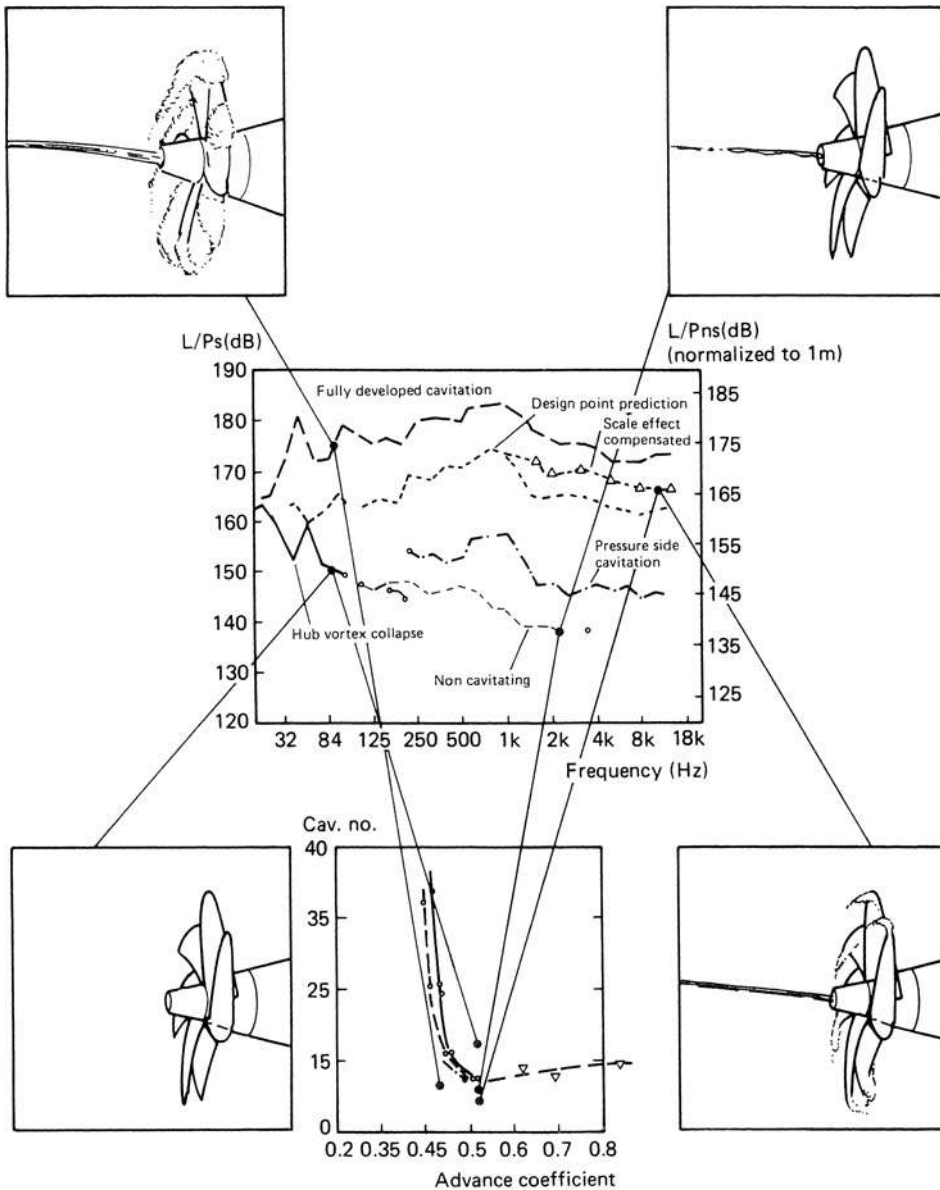 L/Ps(dB)
L/Pns(dB)
(normalized to 1m)
190
180
170
160
150
140
130
120
185
175
165
155
145
135
125
Fully developed cavitation
Design point prediction
Scale effect
compensated
Pressure side
cavitation
Hub vortex collapse
Non cavitating
32 84 125 250 500 1k 2k 4k 8k 18k
Frequency (Hz)
Cav. no.
40
35
25
15
0
0.2 0.35 0.45 0.5 0.6 0.7 0.8
Advance coefficient